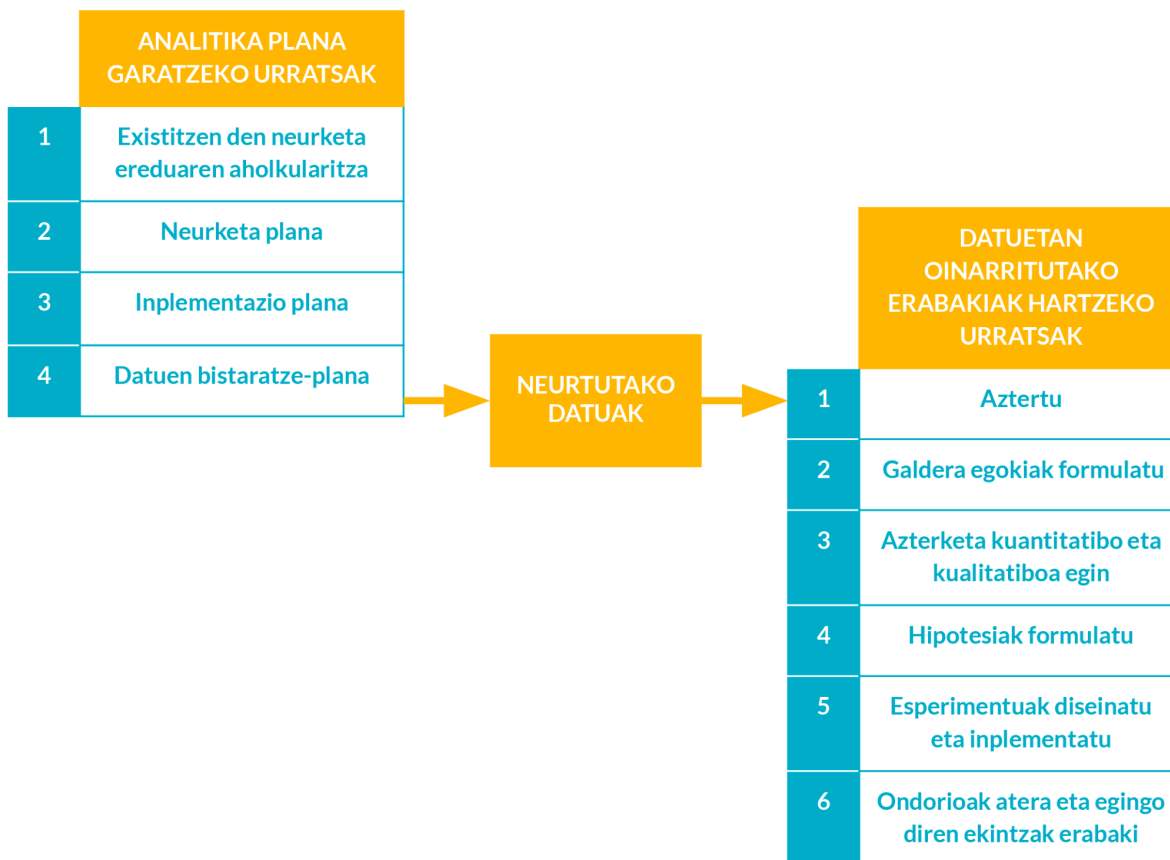 ANALITIKA PLANA
GARATZEKO URRATSAK
1
Existitzen den neurketa
ereduaren aholkularitza
2
Neurketa plana
3
Inplementazio plana
4
Datuen bistaratze-plana
NEURTUTAKO
DATUAK
DATUETAN
OINARRITUTAKO
ERABAKIAK HARTZEKO
URRATSAK
1
Aztertu
2
Galdera egokiak formulatu
3
Azterketa kuantitatibo eta
kualitatiboa egin
4
Hipotesiak formulatu
5
Esperimentuak diseinatu
eta inplementatu
6
Ondorioak atera eta egingo
diren ekintzak erabaki